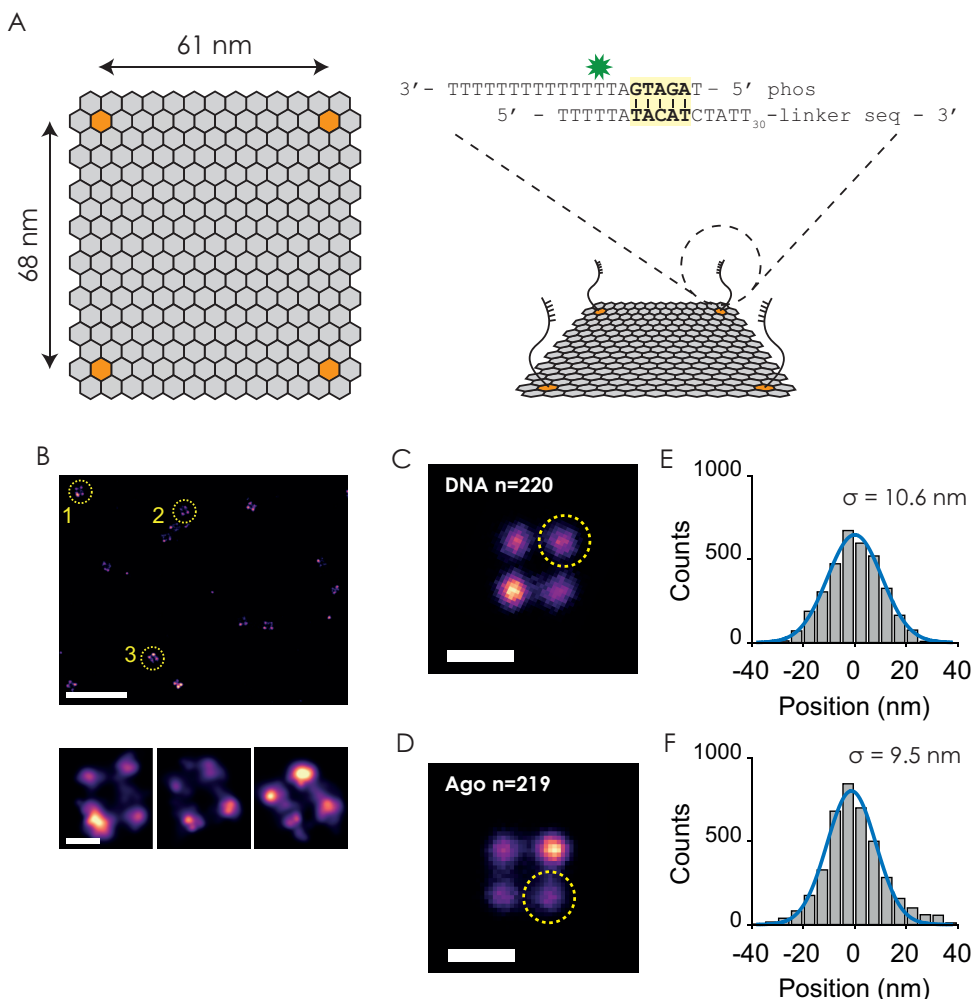 A
61 nm
68 nm
3’- TTTTTTTTTTTTTTAGTAGAT – 5’ phos
5’ - TTTTTATACATCTATT30-linker seq - 3’
B
1
2
3
C
DNA n=220
D
Ago n=219
E
1000
500
0
Counts
σ = 10.6 nm
-40 -20 0 20 40
Position (nm)
F
1000
500
0
Counts
σ = 9.5 nm
-40 -20 0 20 40
Position (nm)